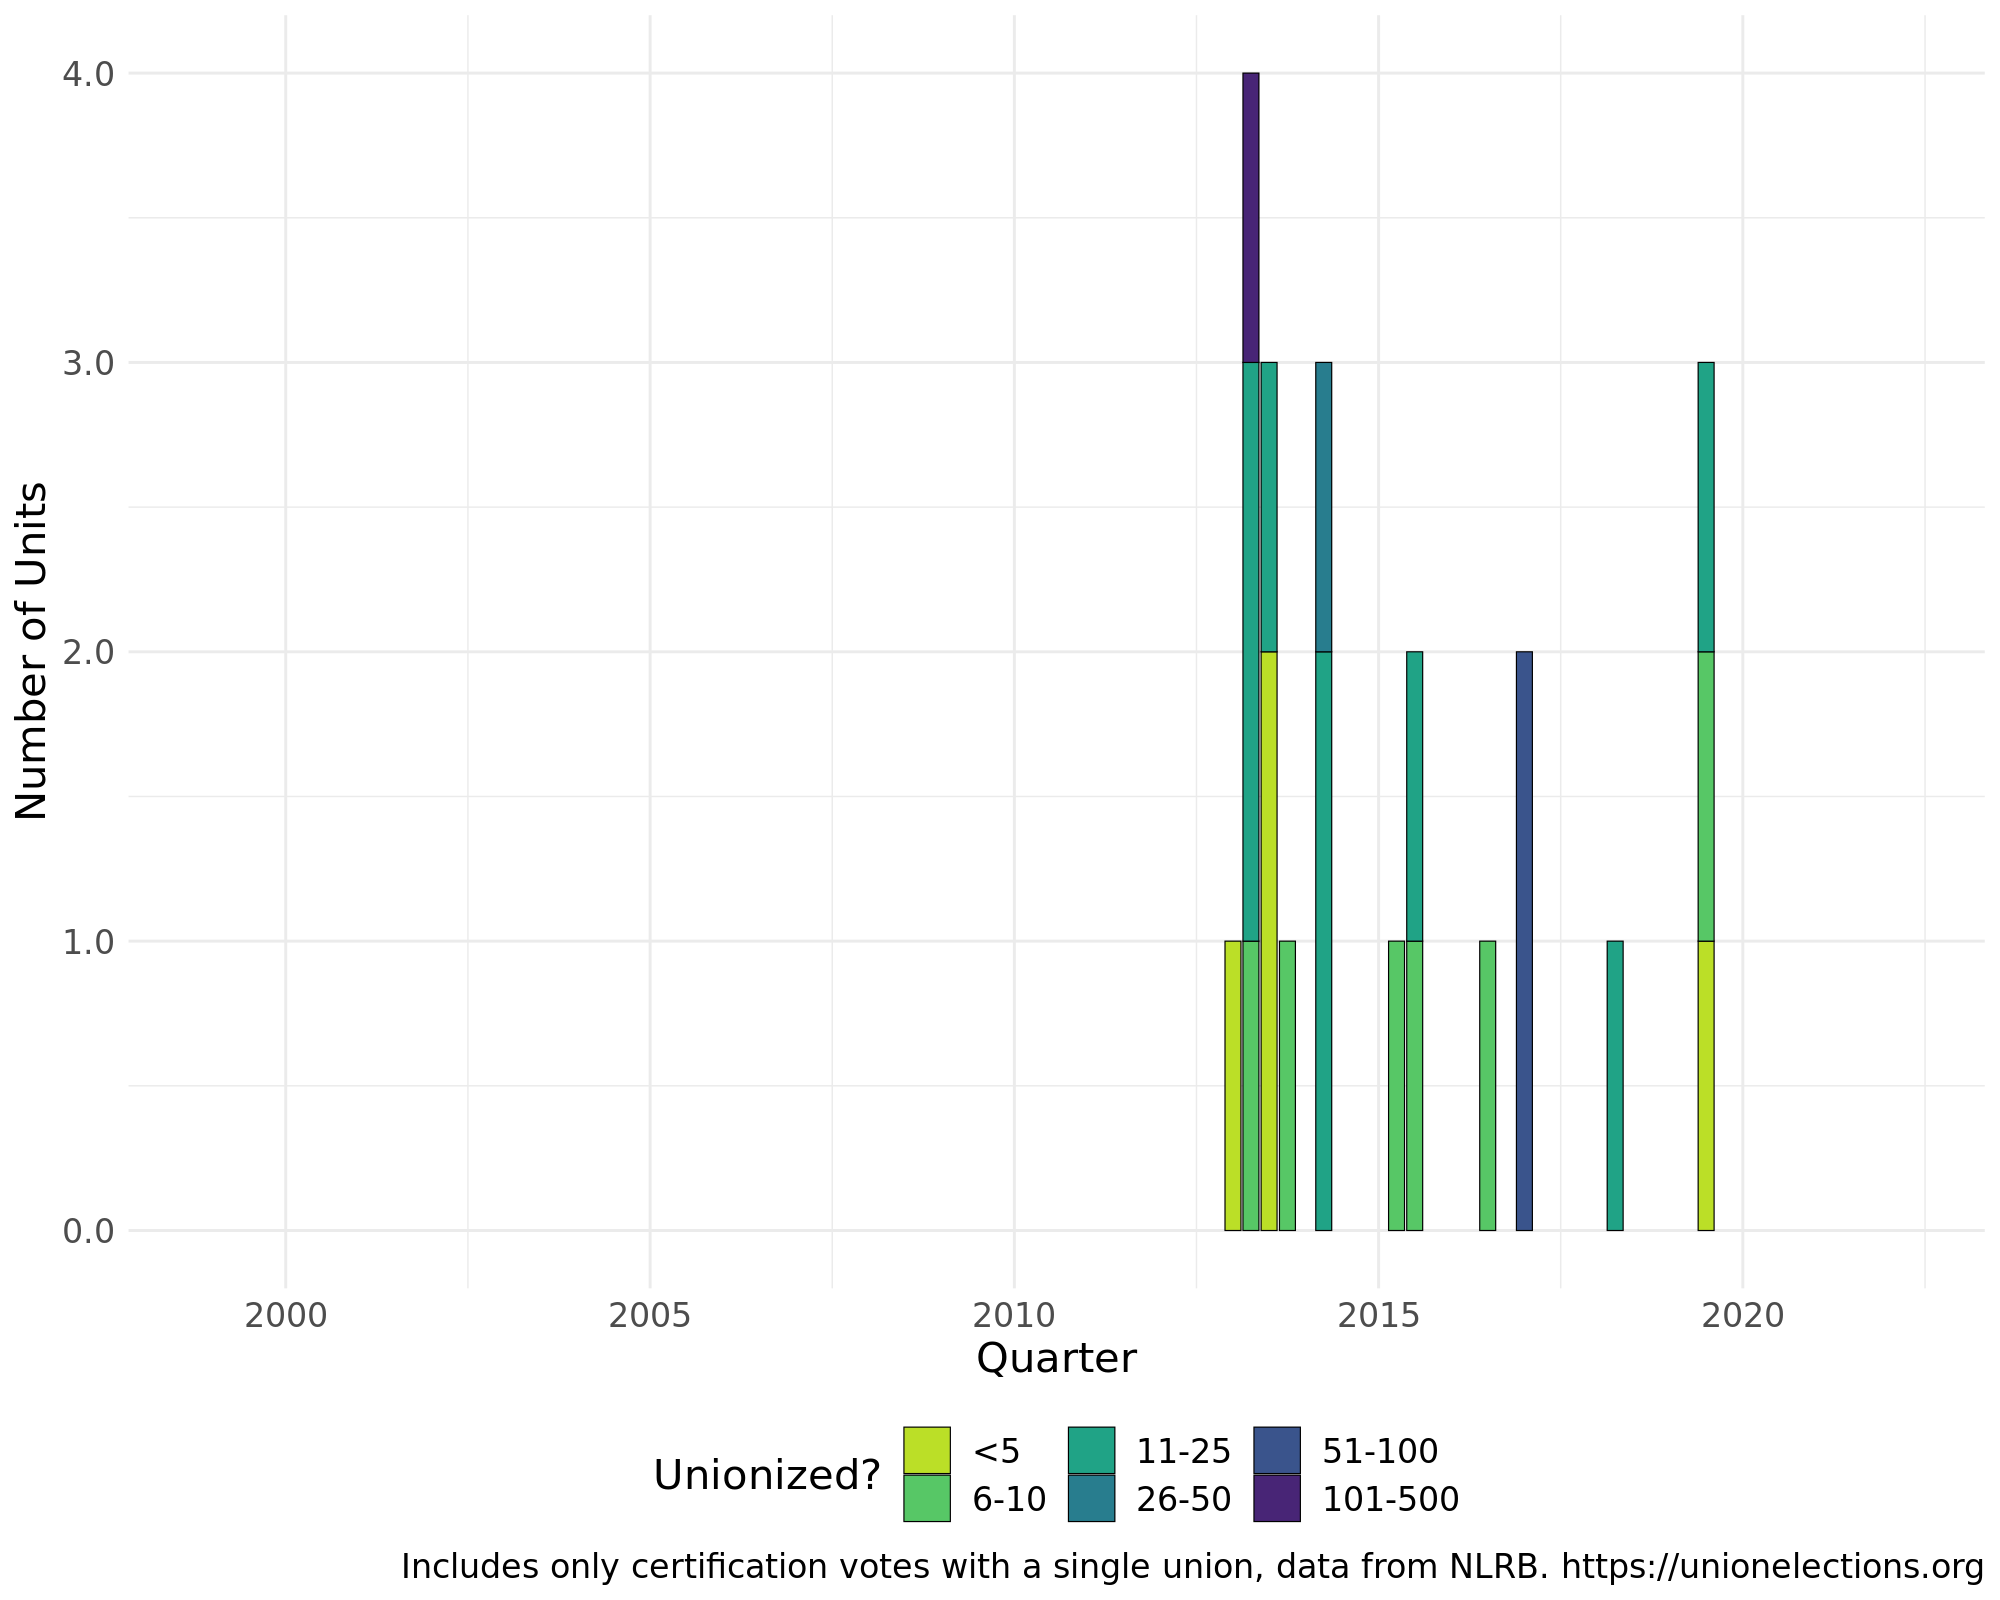 4.0
3.0
2.0
1.0
0.0
Number of Units
2000 2005 2010 2015 2020
Quarter
Unionized?
<5 11-25 51-100
6-10 26-50 101-500
Includes only certification votes with a single union, data from NLRB. https://unionelections.org